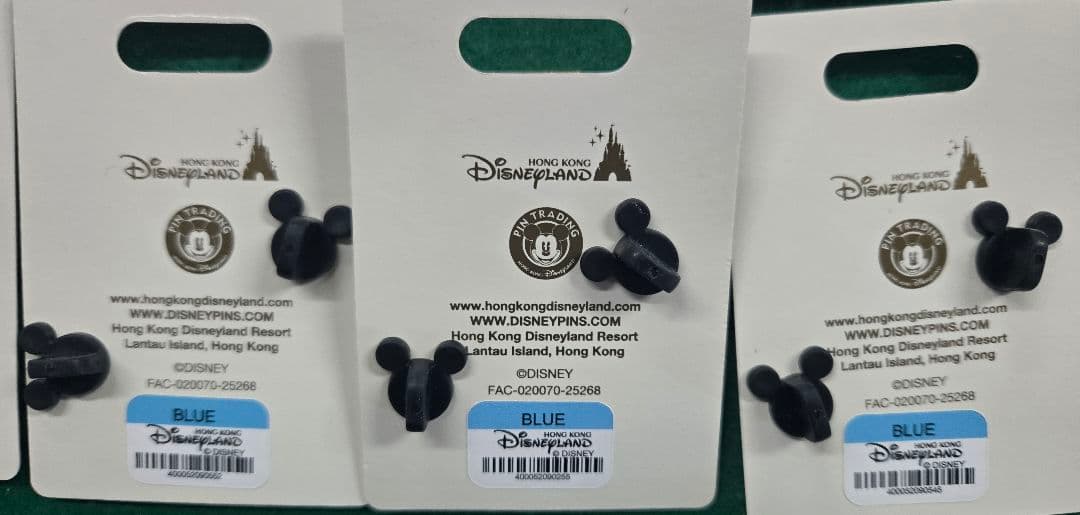 HONG KONG
DISNEYLAND
PIN TRADING
www.hongkongdisneyland.com
WWW.DISNEYPINS.COM
Hong Kong Disneyland Resort
Lantau Island, Hong Kong
©DISNEY
FAC-020070-25268
BLUE
HONG KONG
DISNEYLAND
© DISNEY
HONG KONG
DISNEYLAND
PIN TRADING
www.hongkongdisneyland.com
WWW.DISNEYPINS.COM
Hong Kong Disneyland Resort
Lantau Island, Hong Kong
©DISNEY
FAC-020070-25268
BLUE
HONG KONG
DISNEYLAND
© DISNEY
400052090255
HONG KONG
DISNEYLAND
PIN TRADING
www.hongkongdisneyland.com
WWW.DISNEYPINS.COM
Hong Kong Disneyland Resort
Lantau Island, Hong Kong
©DISNEY
FAC-020070-25268
BLUE
HONG KONG
DISNEYLAND
© DISNEY
400052090548